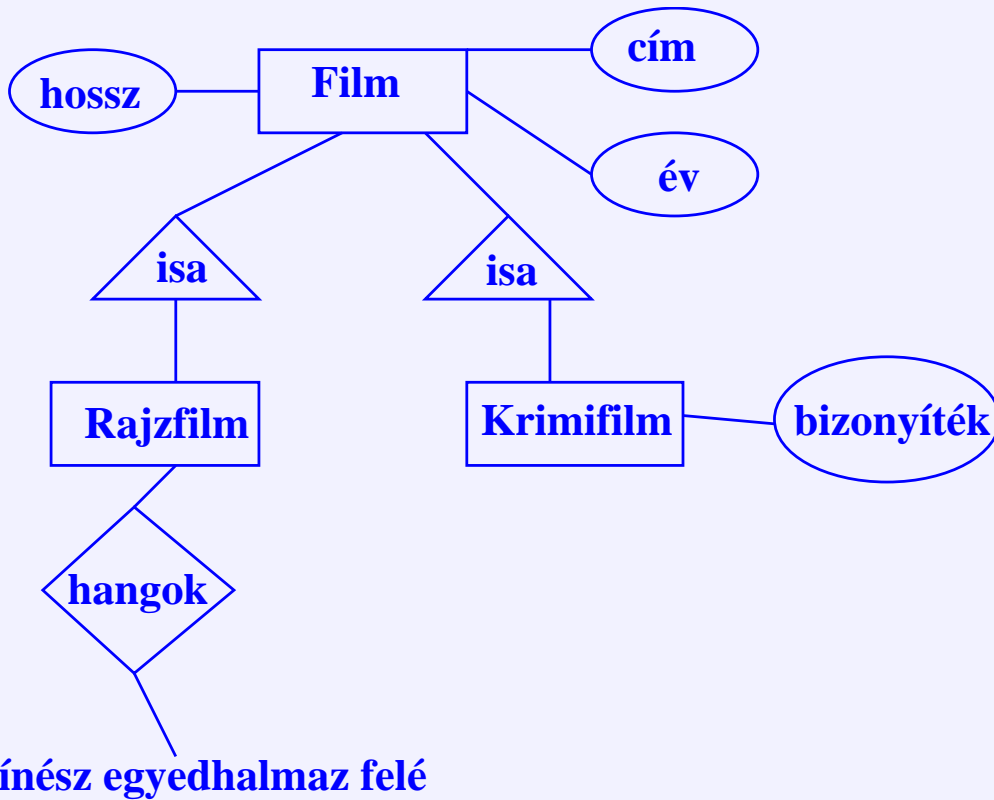 cím
Film
hossz
év
isa
isa
Rajzfilm
Krimifilm
bizonyíték
hangok
ínész egyedhalmaz felé